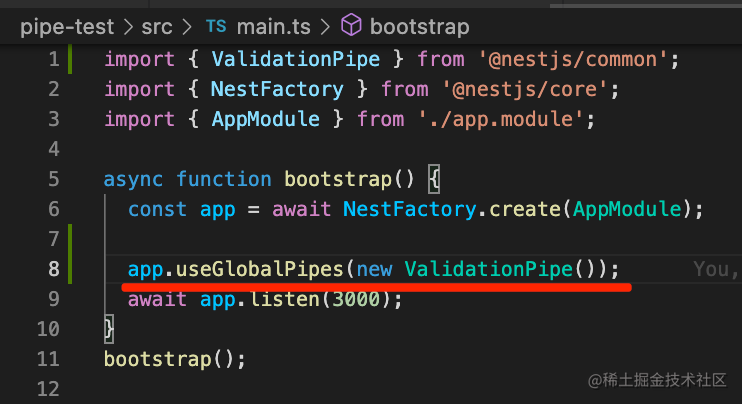 pipe-test > src > TS main.ts > bootstrap
1 import { ValidationPipe } from '@nestjs/common';
2 import { NestFactory } from '@nestjs/core';
3 import { AppModule } from './app.module';
4
5 async function bootstrap() {
6 const app = await NestFactory.create(AppModule);
7
8 app.useGlobalPipes(new ValidationPipe()); You,
9 await app.listen(3000);
10 }
11 bootstrap();
12
@稀土掘金技术社区